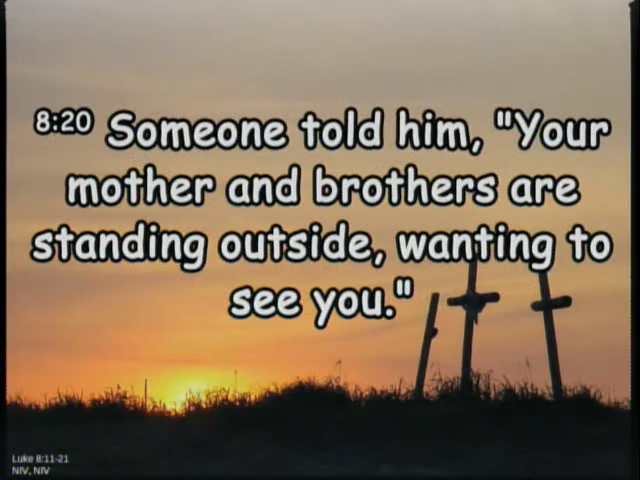 8:20 Someone told him, "Your
mother and brothers are
standing outside, wanting to
see you."
Luke 8:11-21
NIV, NIV